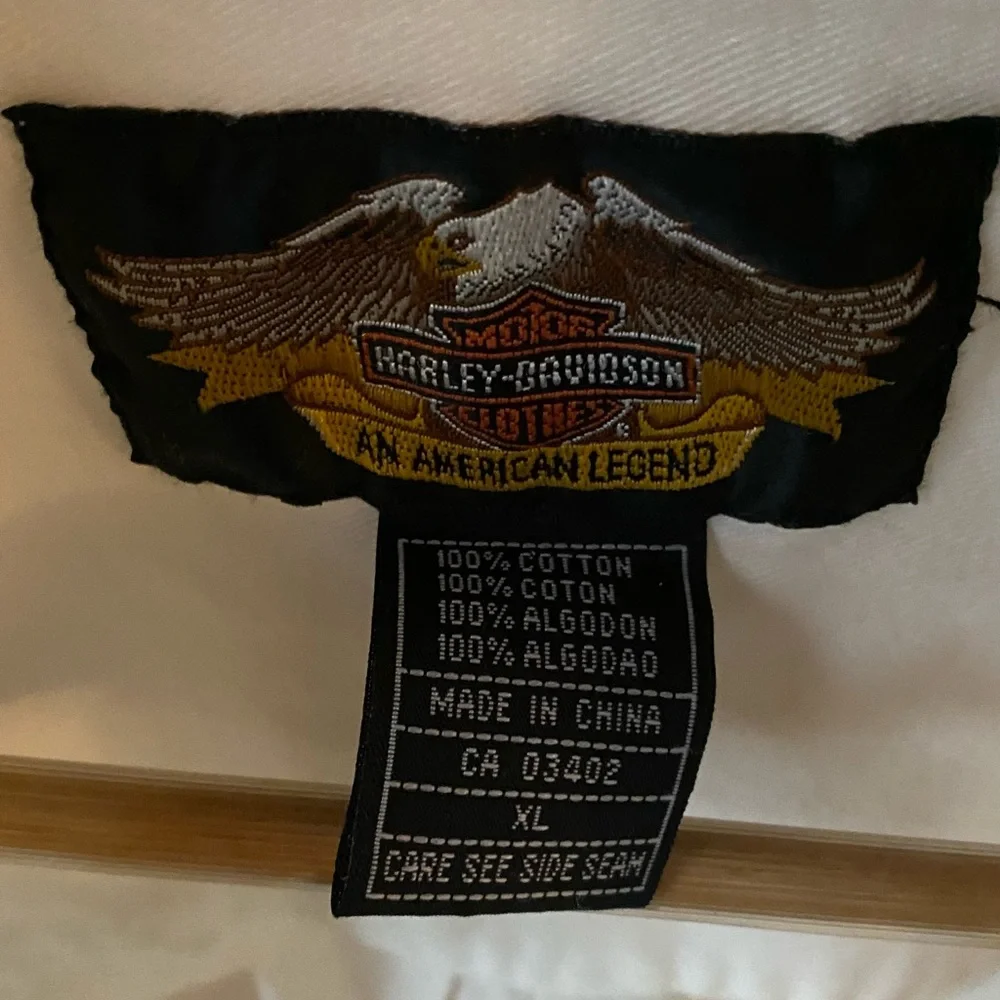 MOTOR
HARLEY-DAVIDSON
CLOTHES
®
AN AMERICAN LEGEND
100% COTTON
100% COTON
100% ALGODON
100% ALGODAO
MADE IN CHINA
CA 03402
XL
CARE SEE SIDE SEAM